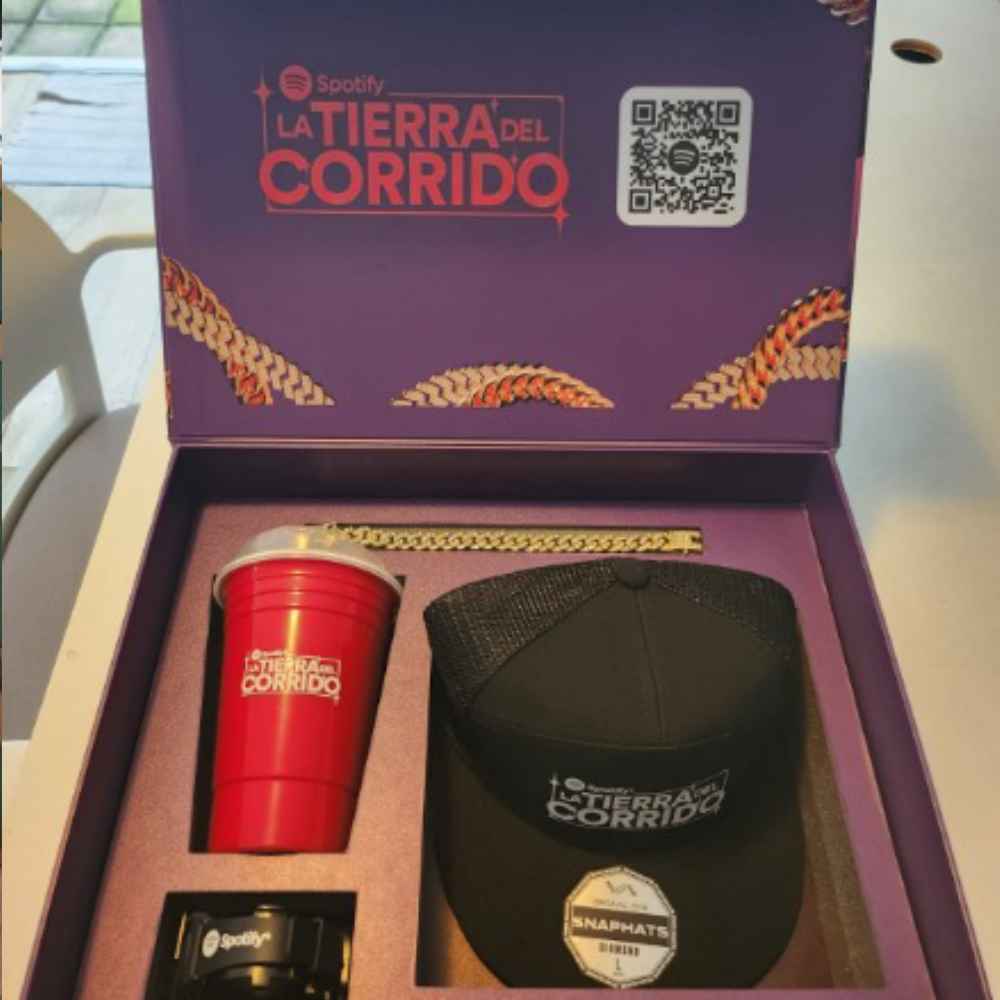 Spotify
LA TIERRA DEL
CORRIDO
Spotify
LA TIERRA DEL
CORRIDO
Spotify
LA TIERRA DEL
CORRIDO
SNAPHATS
DIAMOND
L
Spotify